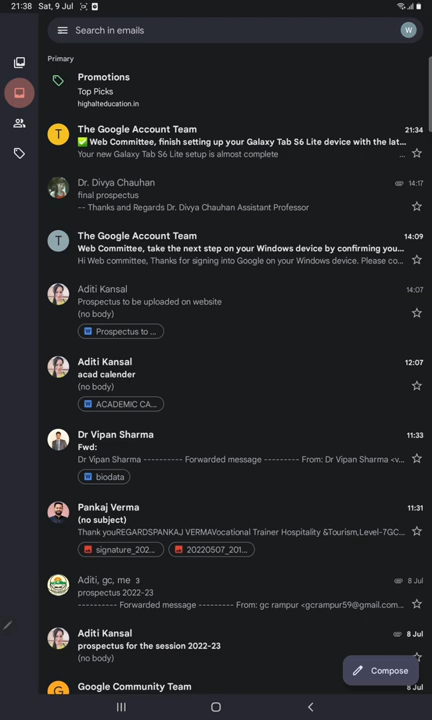 21:38 Sat, 9 Jul
Search in emails
W
Primary
Promotions
Top Picks
highalteducation.in
T
The Google Account Team
21:34
✅ Web Committee, finish setting up your Galaxy Tab S6 Lite device with the lat...
Your new Galaxy Tab S6 Lite setup is almost complete
...
Dr. Divya Chauhan
14:17
final prospectus
-- Thanks and Regards Dr. Divya Chauhan Assistant Professor
T
The Google Account Team
14:09
Web Committee, take the next step on your Windows device by confirming you...
Hi Web committee, Thanks for signing into Google on your Windows device. Please co...
Aditi Kansal
14:07
Prospectus to be uploaded on website
(no body)
W Prospectus to ...
Aditi Kansal
12:07
acad calender
(no body)
W ACADEMIC CA...
Dr Vipan Sharma
11:33
Fwd:
Dr Vipan Sharma ---------- Forwarded message --------- From: Dr Vipan Sharma <v...
W biodata
Pankaj Verma
11:31
(no subject)
Thank youREGARDSPANKAJ VERMAVocational Trainer Hospitality &Tourism,Level-7GC...
signature_202...
20220507_201...
Aditi, gc, me 3
8 Jul
prospectus 2022-23
---------- Forwarded message --------- From: gc rampur <gcrampur59@gmail.com...
Aditi Kansal
8 Jul
prospectus for the session 2022-23
(no body)
Compose
G
Google Community Team
8 Jul